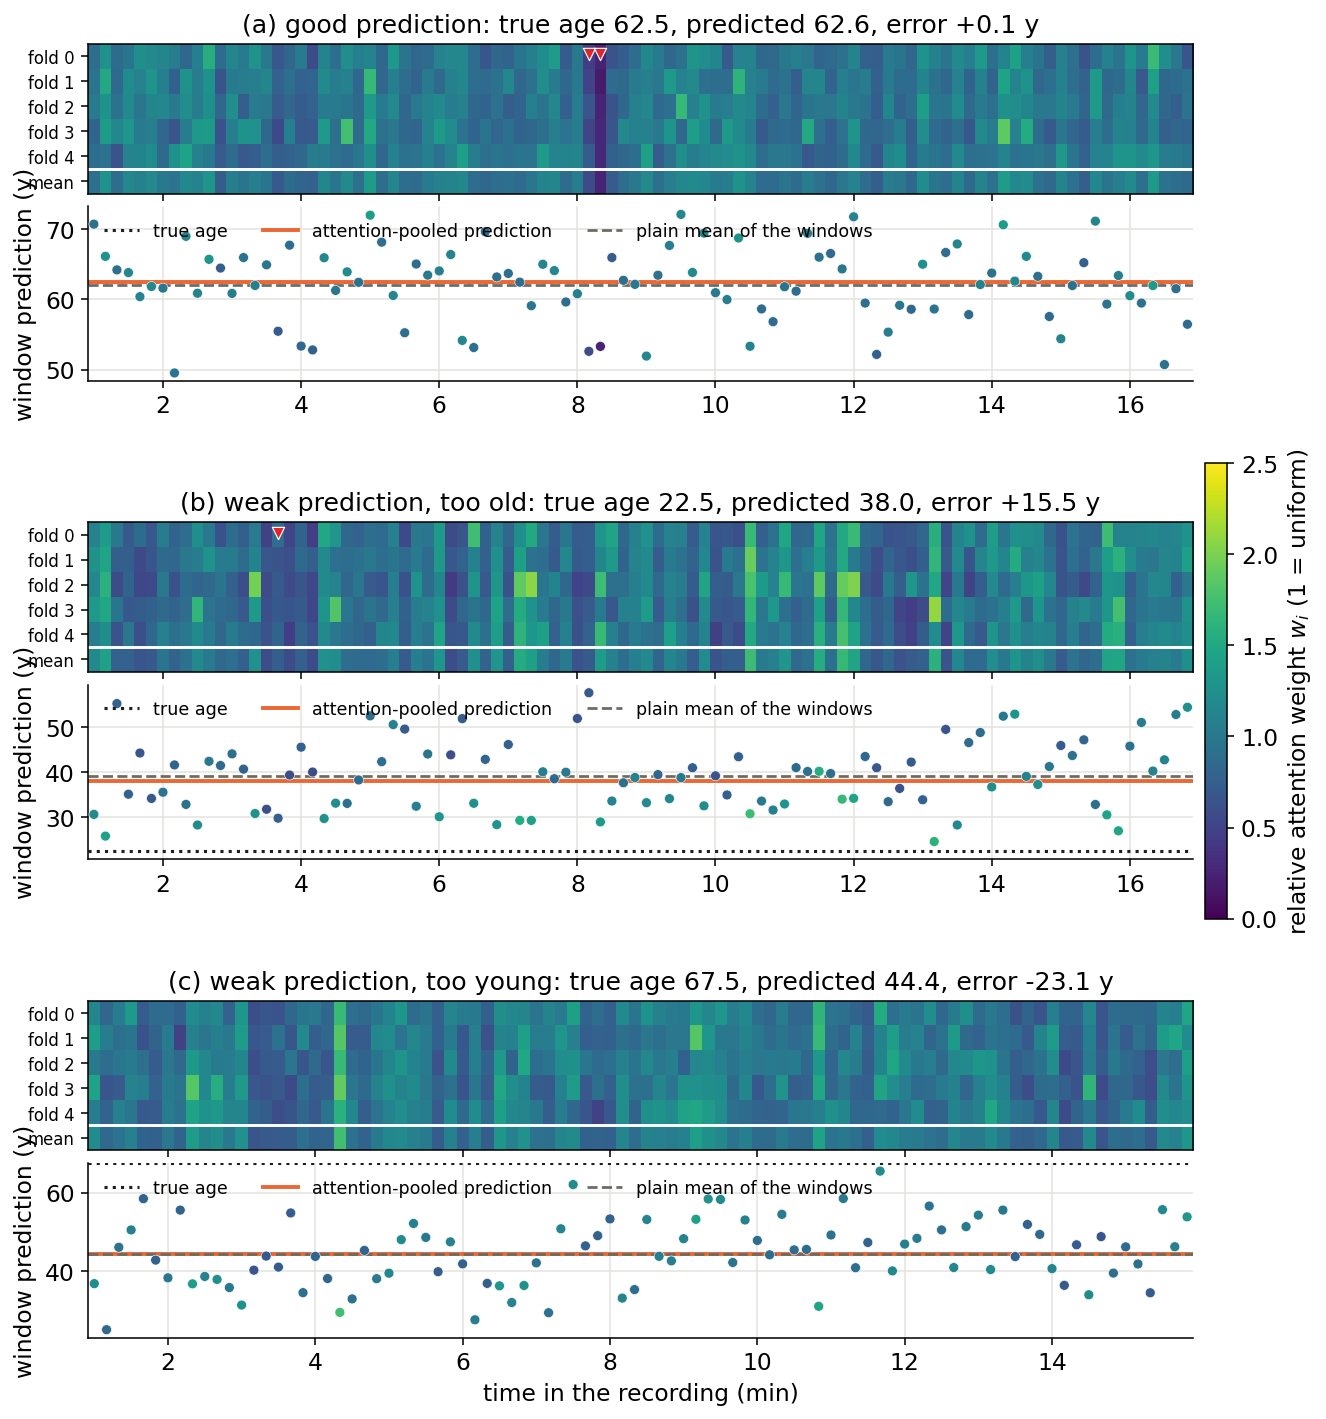 (a) good prediction: true age 62.5, predicted 62.6, error +0.1 y
fold 0
fold 1
fold 2
fold 3
fold 4
mean
window prediction (y)
70
60
50
true age
attention-pooled prediction
plain mean of the windows
2 4 6 8 10 12 14 16
(b) weak prediction, too old: true age 22.5, predicted 38.0, error +15.5 y
fold 0
fold 1
fold 2
fold 3
fold 4
mean
window prediction (y)
50
40
30
true age
attention-pooled prediction
plain mean of the windows
2 4 6 8 10 12 14 16
2.5
2.0
1.5
1.0
0.5
0.0
relative attention weight wᵢ (1 = uniform)
(c) weak prediction, too young: true age 67.5, predicted 44.4, error -23.1 y
fold 0
fold 1
fold 2
fold 3
fold 4
mean
window prediction (y)
60
40
true age
attention-pooled prediction
plain mean of the windows
2 4 6 8 10 12 14
time in the recording (min)